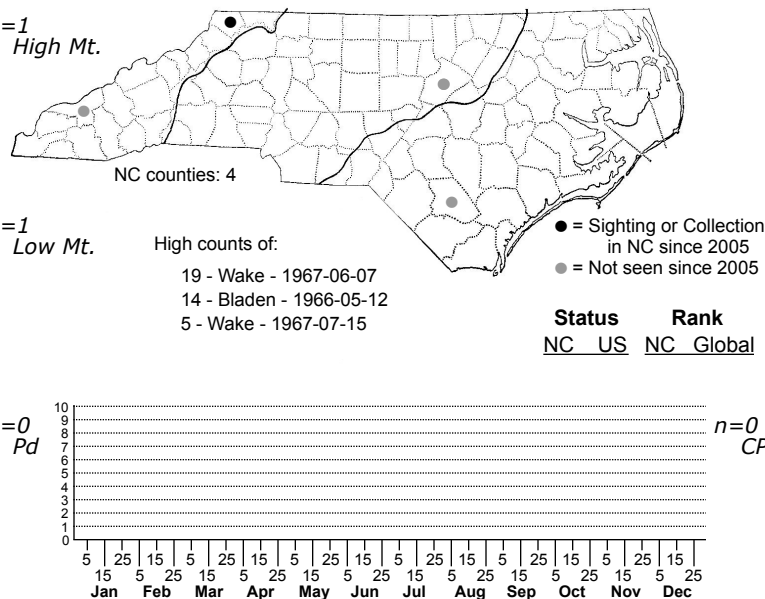 =1
High Mt.
NC counties: 4
=1
Low Mt.
High counts of:
19 - Wake - 1967-06-07
14 - Bladen - 1966-05-12
5 - Wake - 1967-07-15
= Sighting or Collection
in NC since 2005
= Not seen since 2005
Status Rank
NC US NC Global
=0
Pd
n=0
CP
10
9
8
7
6
5
4
3
2
1
0
5 25 15 5 25 15 5 25 15 5 25 15 5 25 15 5 25 15
15 5 25 15 5 25 15 5 25 15 5 25 15 5 25 15 5 25
Jan Feb Mar Apr May Jun Jul Aug Sep Oct Nov Dec